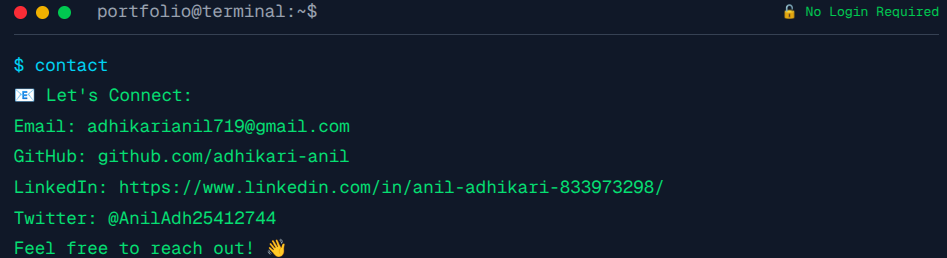 portfolio@terminal:~$
🔓 No Login Required
$ contact
📧 Let's Connect:
Email: adhikarianil719@gmail.com
GitHub: github.com/adhikari-anil
LinkedIn: https://www.linkedin.com/in/anil-adhikari-833973298/
Twitter: @AnilAdh25412744
Feel free to reach out! 👋